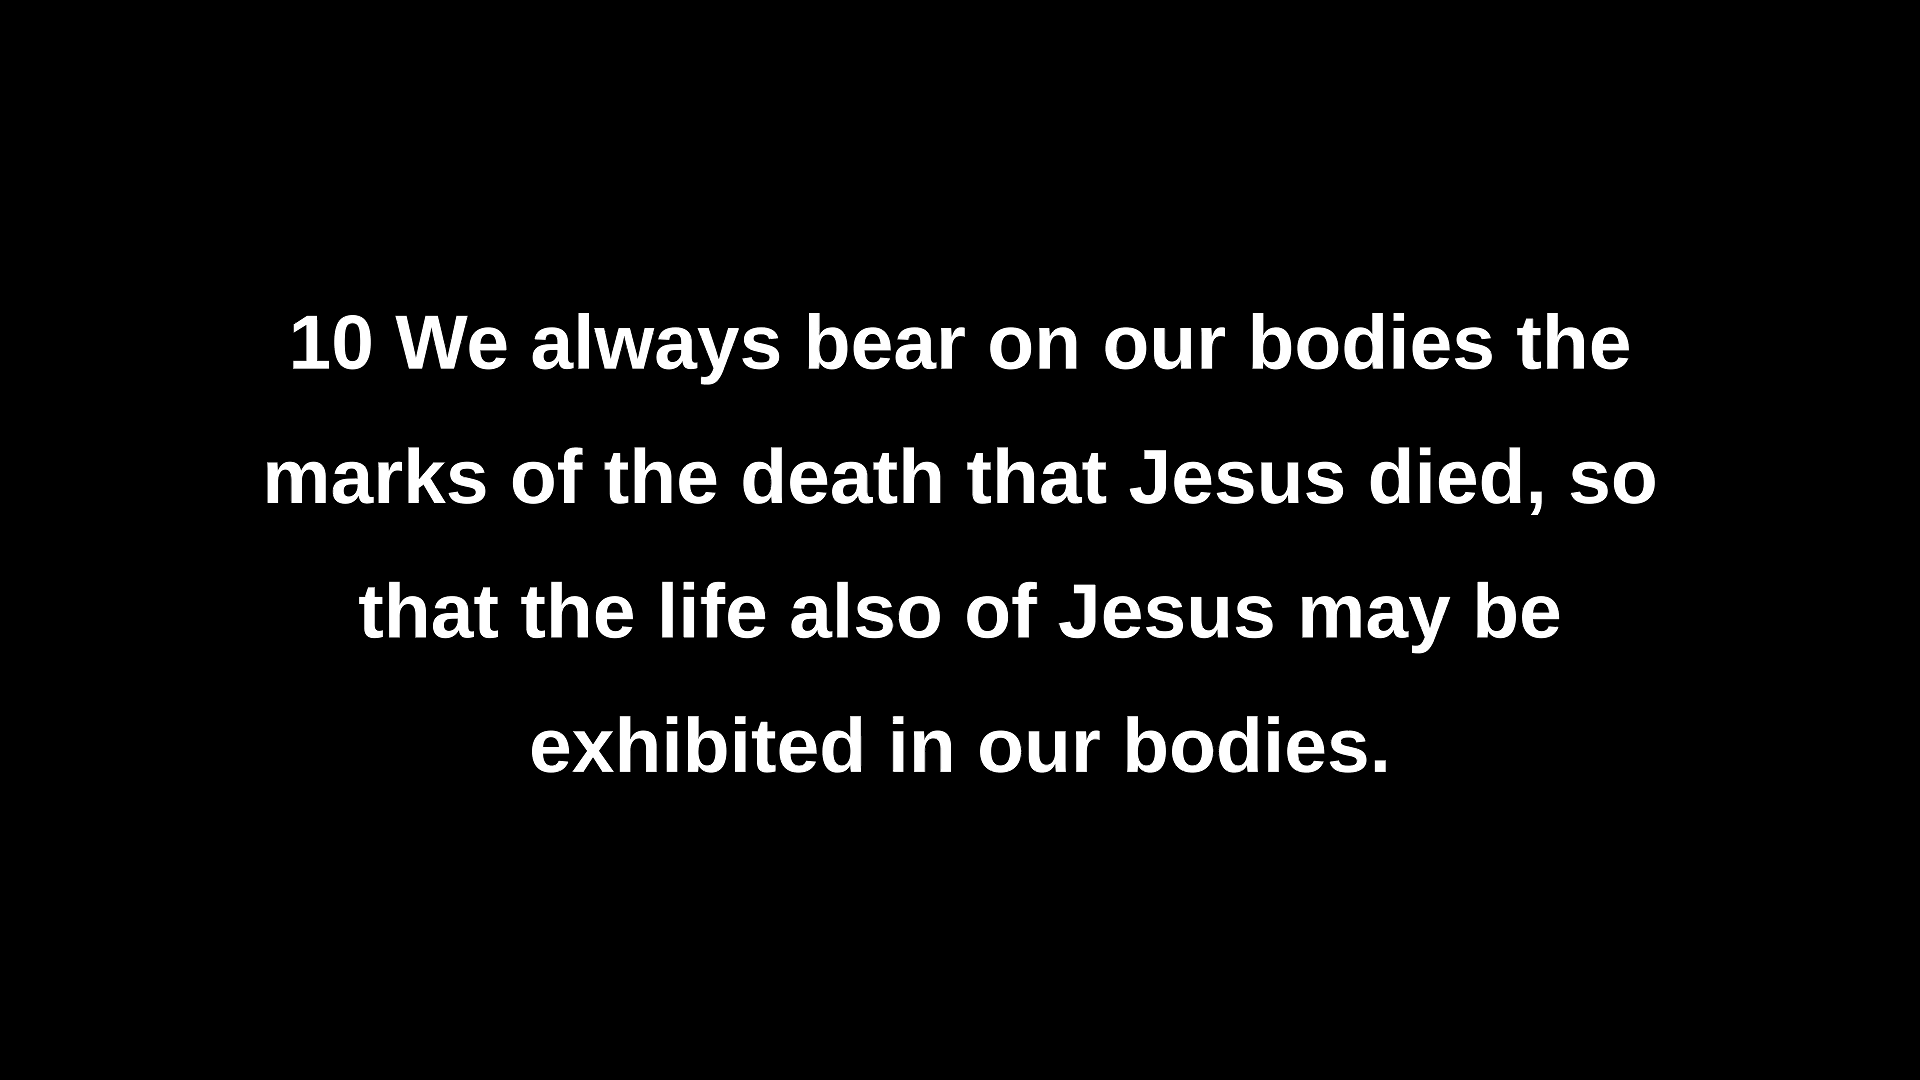 10 We always bear on our bodies the
marks of the death that Jesus died, so
that the life also of Jesus may be
exhibited in our bodies.